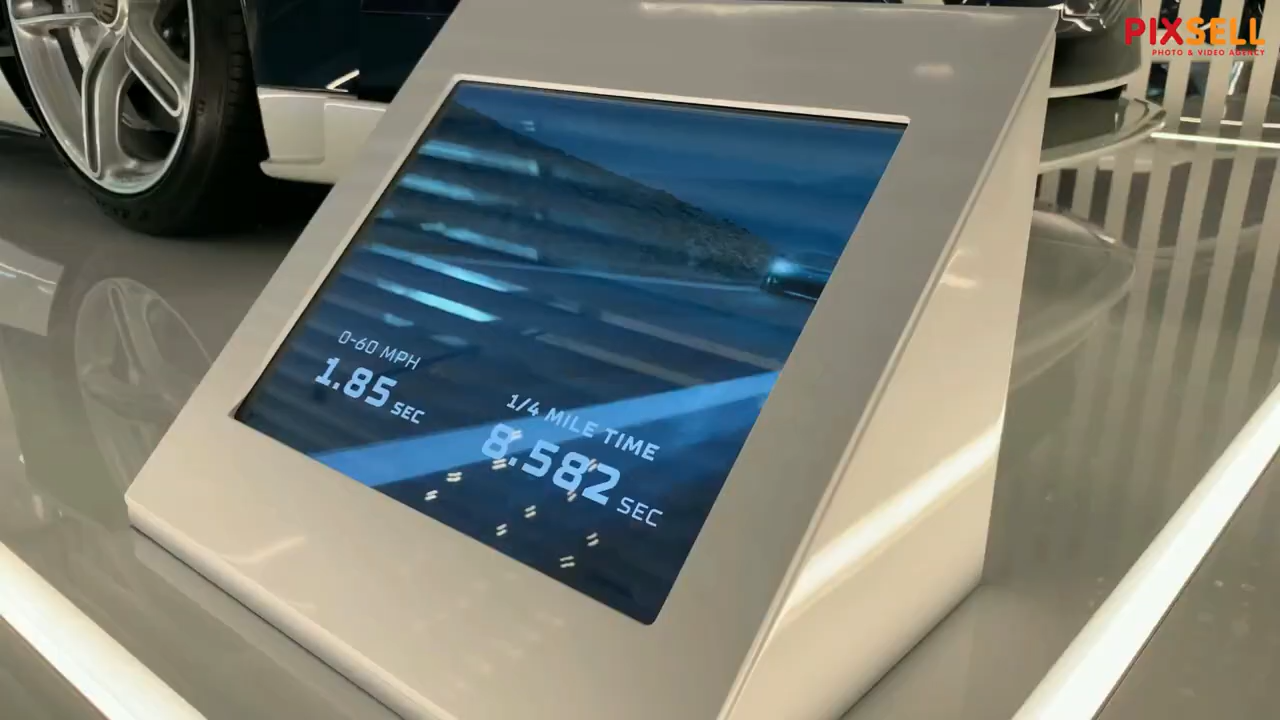 PIXSELL
PHOTO & VIDEO AGENCY
0-60 MPH
1.85 SEC
1/4 MILE TIME
8.582 SEC